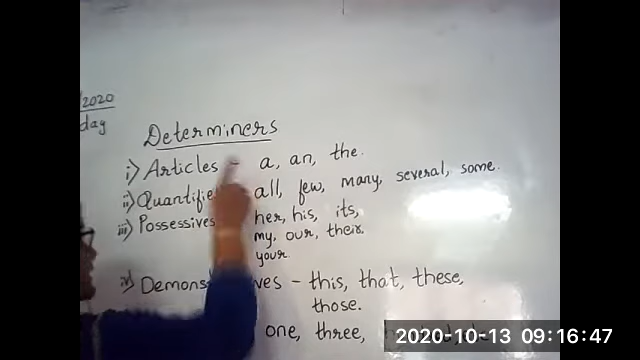 /2020
day
Determiners
i) Articles - a, an, the.
ii) Quantifie all, few, many, several, some.
iii) Possessives her, his, its,
my, our, their.
your.
iv) Demons ves - this, that, these,
those.
one, three,
2020-10-13 09:16:47